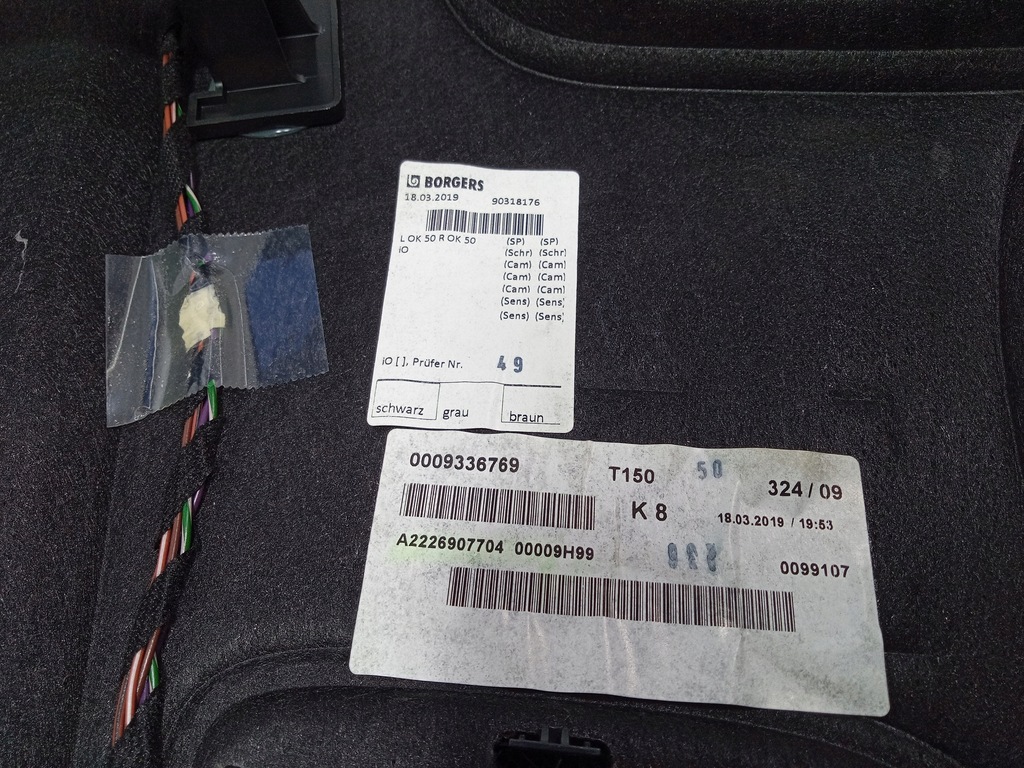 BORGERS
18.03.2019 90318176
L OK 50 R OK 50 (SP) (SP)
iO (Schr) (Schr)
(Cam) (Cam)
(Cam) (Cam)
(Cam) (Cam)
(Sens) (Sens)
(Sens) (Sens)
iO [ ], Prüfer Nr. 49
schwarz grau braun
0009336769 T150 50 324 / 09
K 8 18.03.2019 / 19:53
A2226907704 00009H99 0099107